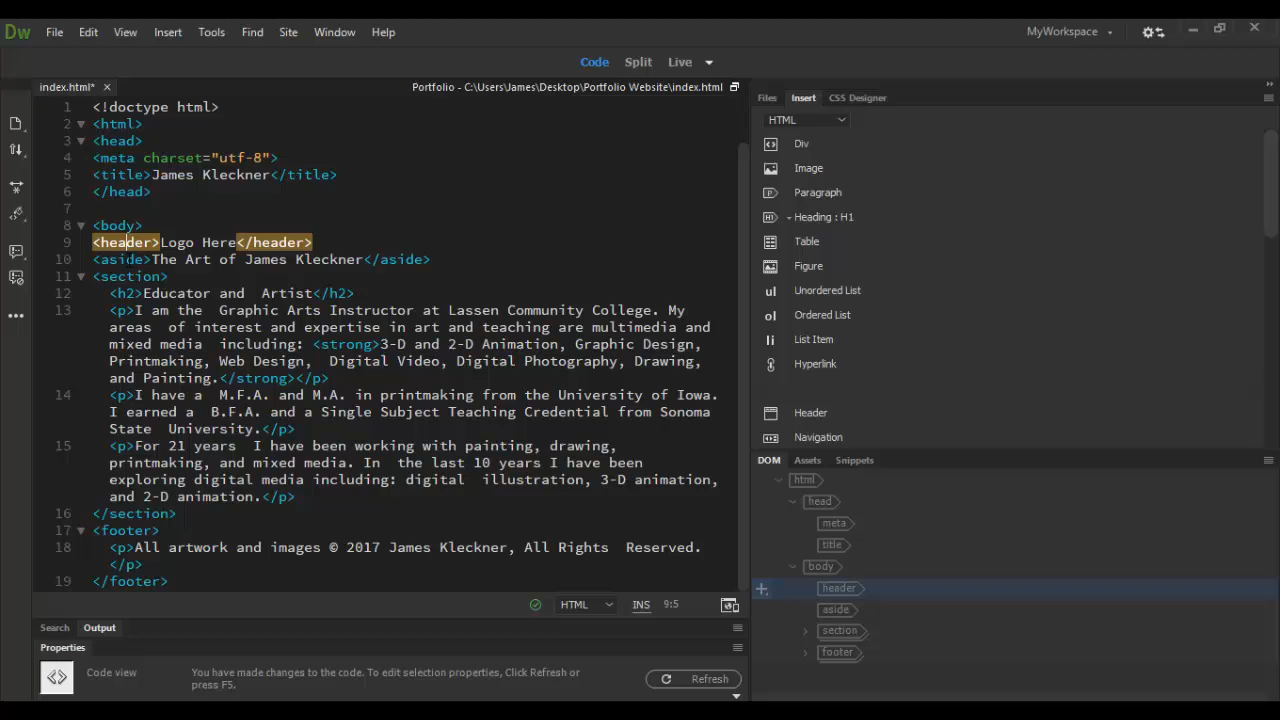 Dw File Edit View Insert Tools Find Site Window Help MyWorkspace
Code Split Live
index.html* Portfolio - C:\Users\James\Desktop\Portfolio Website\index.html
1 <!doctype html>
2 <html>
3 <head>
4 <meta charset="utf-8">
5 <title>James Kleckner</title>
6 </head>
7
8 <body>
9 <header>Logo Here</header>
10 <aside>The Art of James Kleckner</aside>
11 <section>
12 <h2>Educator and  Artist</h2>
13 <p>I am the  Graphic Arts Instructor at Lassen Community College. My
areas  of interest and expertise in art and teaching are multimedia and
mixed media  including: <strong>3-D and 2-D Animation, Graphic Design,
Printmaking, Web Design,  Digital Video, Digital Photography, Drawing,
and Painting.</strong></p>
14 <p>I have a  M.F.A. and M.A. in printmaking from the University of Iowa.
I earned a  B.F.A. and a Single Subject Teaching Credential from Sonoma
State  University.</p>
15 <p>For 21 years  I have been working with painting, drawing,
printmaking, and mixed media. In  the last 10 years I have been
exploring digital media including: digital  illustration, 3-D animation,
and 2-D animation.</p>
16 </section>
17 <footer>
18 <p>All artwork and images © 2017 James Kleckner, All Rights  Reserved.
</p>
19 </footer>
HTML INS 9:5
Search Output
Properties
Code view You have made changes to the code. To edit selection properties, Click Refresh or
press F5.
Refresh
Files Insert CSS Designer
HTML
Div
Image
Paragraph
H1 Heading : H1
Table
Figure
ul Unordered List
ol Ordered List
li List Item
Hyperlink
Header
Navigation
DOM Assets Snippets
html
head
meta
title
body
header
aside
section
footer